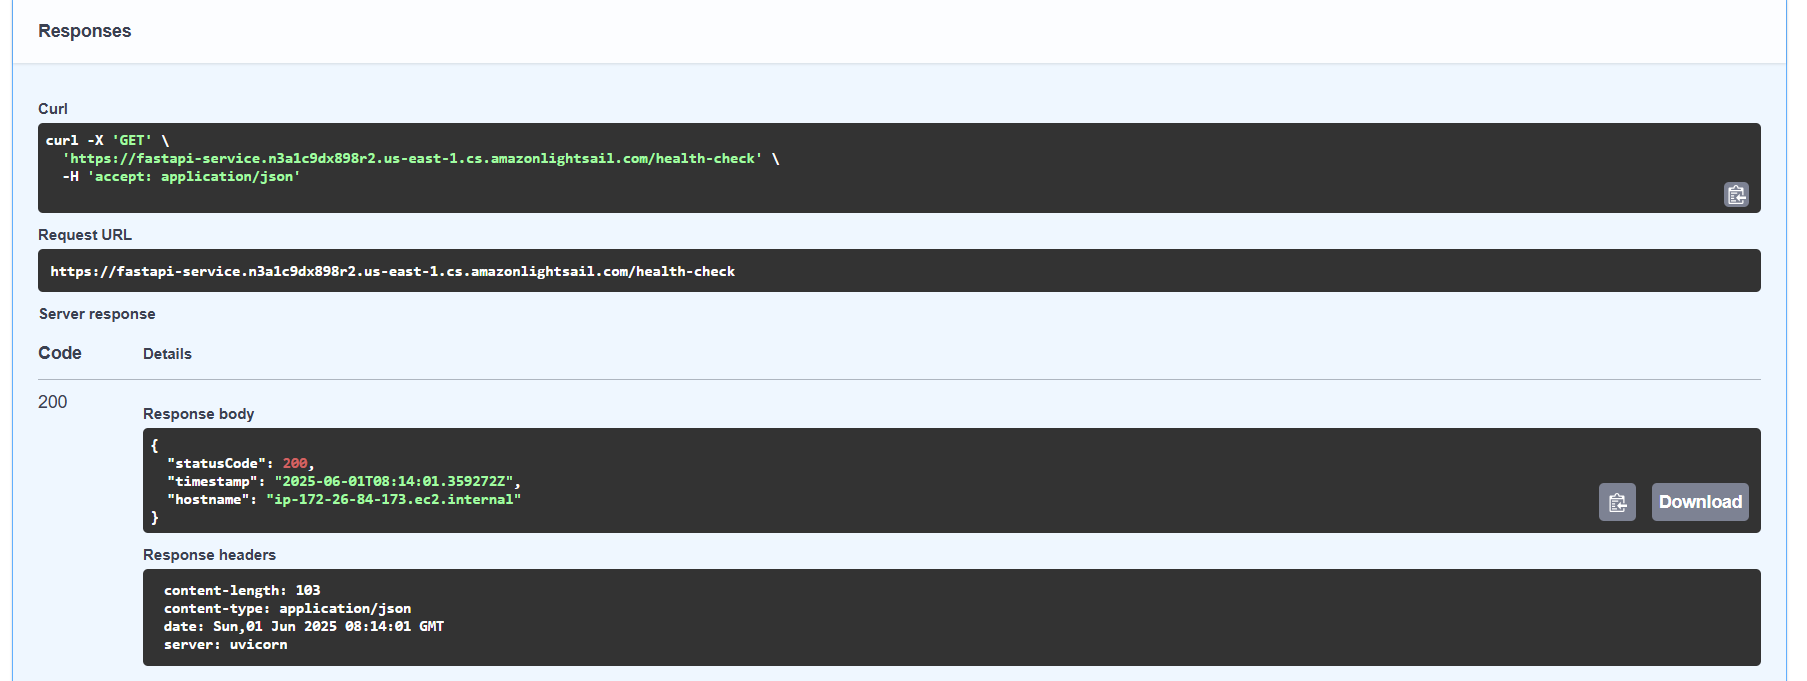 Responses
Curl
curl -X 'GET' \
  'https://fastapi-service.n3a1c9dx898r2.us-east-1.cs.amazonlightsail.com/health-check' \
  -H 'accept: application/json'
Request URL
https://fastapi-service.n3a1c9dx898r2.us-east-1.cs.amazonlightsail.com/health-check
Server response
Code Details
200
Response body
{
  "statusCode": 200,
  "timestamp": "2025-06-01T08:14:01.359272Z",
  "hostname": "ip-172-26-84-173.ec2.internal"
}
Download
Response headers
content-length: 103
content-type: application/json
date: Sun,01 Jun 2025 08:14:01 GMT
server: uvicorn